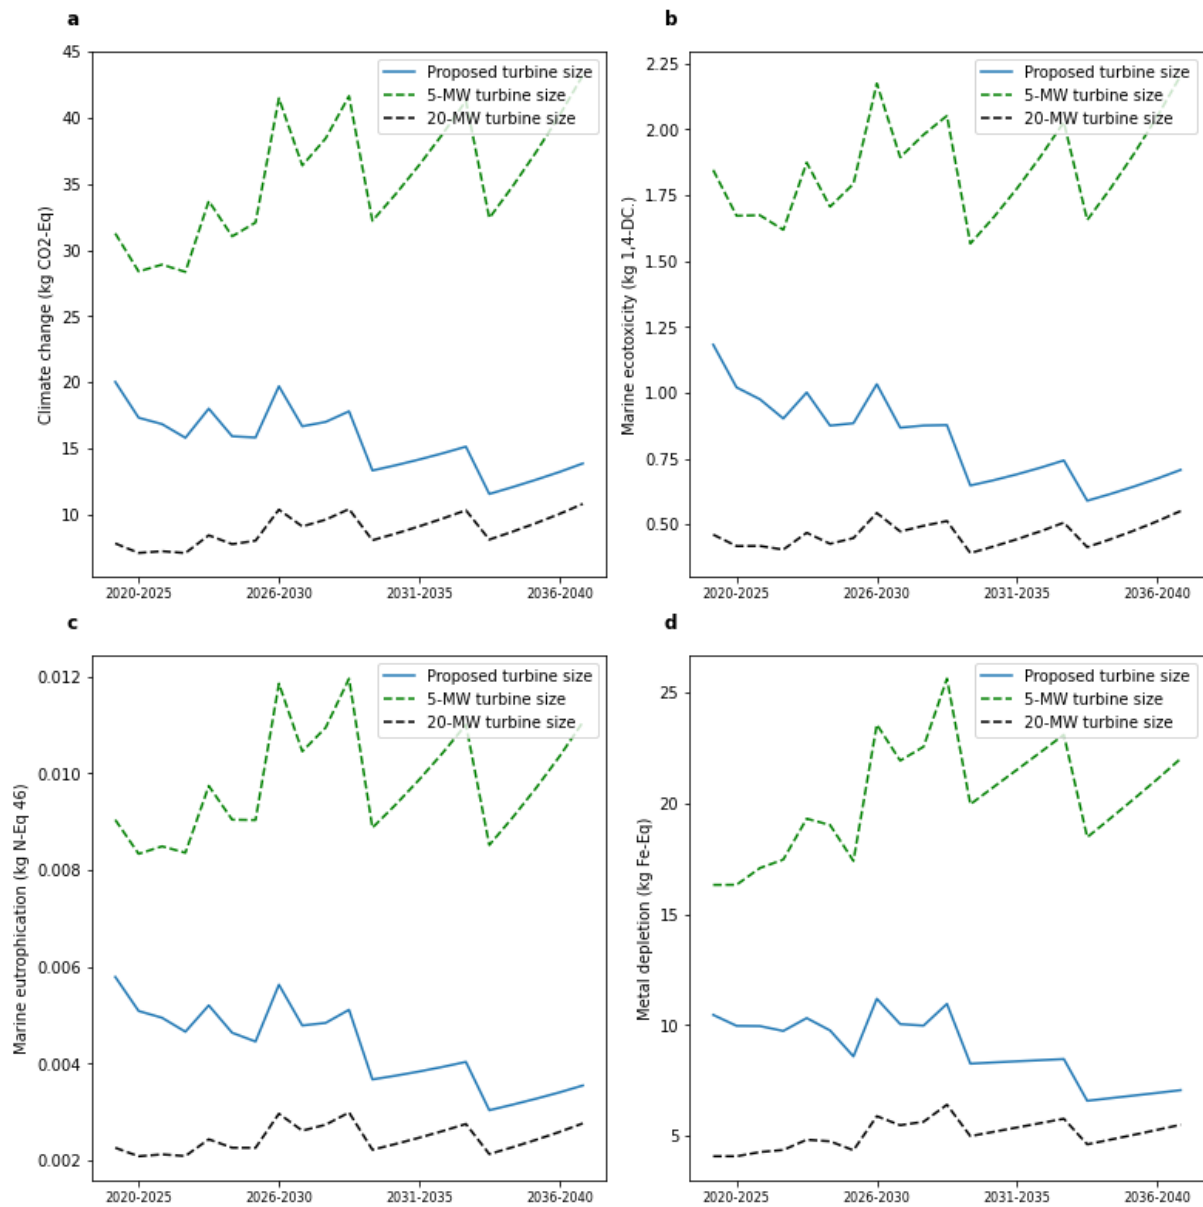 a
Climate change (kg CO2-Eq)
45
40
35
30
25
20
15
10
Proposed turbine size
5-MW turbine size
20-MW turbine size
2020-2025
2026-2030
2031-2035
2036-2040
b
Marine ecotoxicity (kg 1,4-DC.)
2.25
2.00
1.75
1.50
1.25
1.00
0.75
0.50
Proposed turbine size
5-MW turbine size
20-MW turbine size
2020-2025
2026-2030
2031-2035
2036-2040
c
Marine eutrophication (kg N-Eq 46)
0.012
0.010
0.008
0.006
0.004
0.002
Proposed turbine size
5-MW turbine size
20-MW turbine size
2020-2025
2026-2030
2031-2035
2036-2040
d
Metal depletion (kg Fe-Eq)
25
20
15
10
5
Proposed turbine size
5-MW turbine size
20-MW turbine size
2020-2025
2026-2030
2031-2035
2036-2040